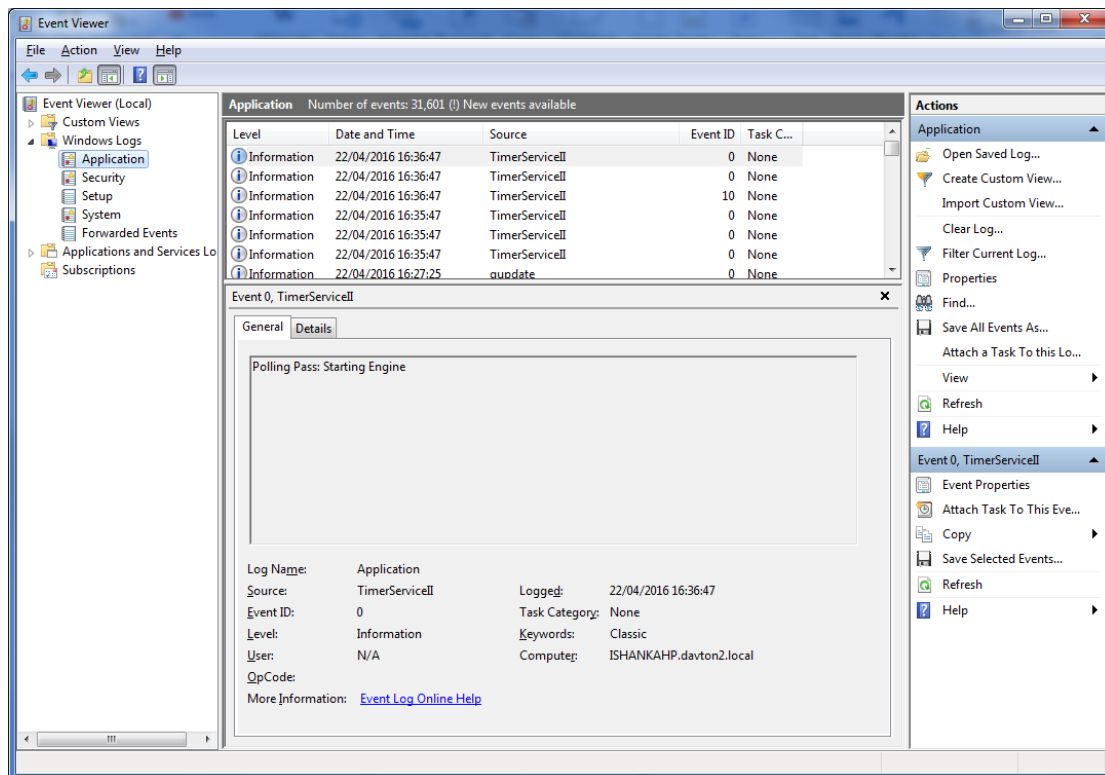 Event Viewer
File Action View Help
Event Viewer (Local)
Custom Views
Windows Logs
Application
Security
Setup
System
Forwarded Events
Applications and Services Lo
Subscriptions
Application Number of events: 31,601 (!) New events available
Level Date and Time Source Event ID Task C...
Information 22/04/2016 16:36:47 TimerServiceII 0 None
Information 22/04/2016 16:36:47 TimerServiceII 0 None
Information 22/04/2016 16:36:47 TimerServiceII 10 None
Information 22/04/2016 16:35:47 TimerServiceII 0 None
Information 22/04/2016 16:35:47 TimerServiceII 0 None
Information 22/04/2016 16:35:47 TimerServiceII 0 None
Information 22/04/2016 16:27:25 gupdate 0 None
Event 0, TimerServiceII
General Details
Polling Pass: Starting Engine
Log Name: Application
Source: TimerServiceII Logged: 22/04/2016 16:36:47
Event ID: 0 Task Category: None
Level: Information Keywords: Classic
User: N/A Computer: ISHANKAHP.davton2.local
OpCode:
More Information: Event Log Online Help
Actions
Application
Open Saved Log...
Create Custom View...
Import Custom View...
Clear Log...
Filter Current Log...
Properties
Find...
Save All Events As...
Attach a Task To this Lo...
View
Refresh
Help
Event 0, TimerServiceII
Event Properties
Attach Task To This Eve...
Copy
Save Selected Events...
Refresh
Help